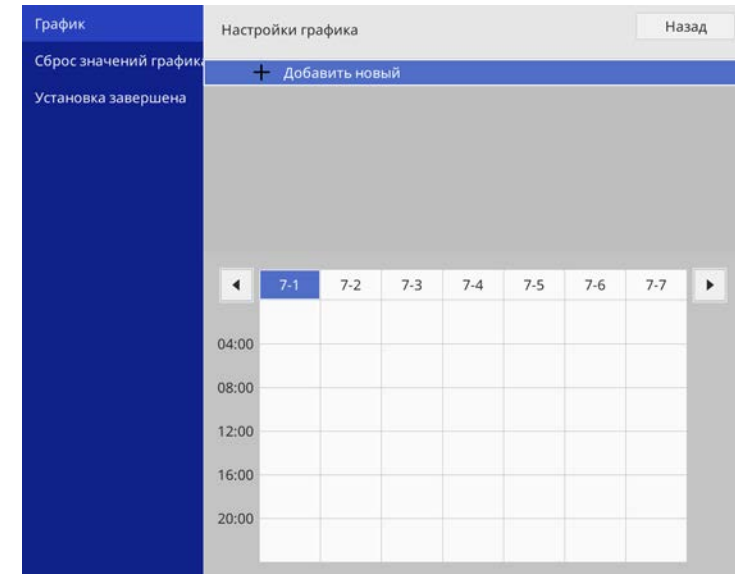 График
Сброс значений графика
Установка завершена
Настройки графика
Назад
Добавить новый
7-1 7-2 7-3 7-4 7-5 7-6 7-7
04:00
08:00
12:00
16:00
20:00